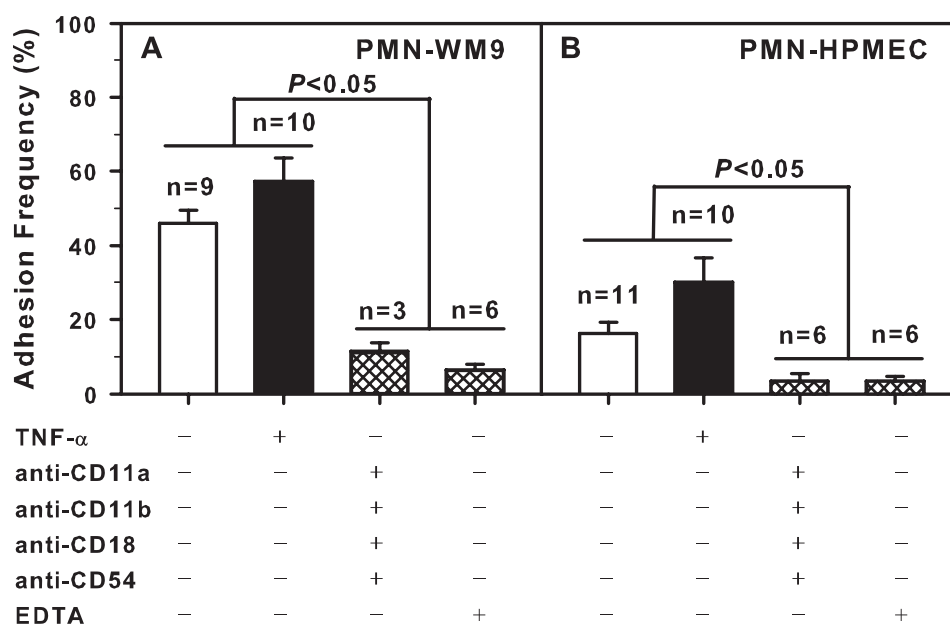 100
A PMN-WM9 B PMN-HPMEC
80
P<0.05
n=10
60
n=9
P<0.05
n=10
40
n=11
20
n=3 n=6
n=6 n=6
0
Adhesion Frequency (%)
TNF-α − + − − − + − −
anti-CD11a − − + − − − + −
anti-CD11b − − + − − − + −
anti-CD18 − − + − − − + −
anti-CD54 − − + − − − + −
EDTA − − − + − − − +